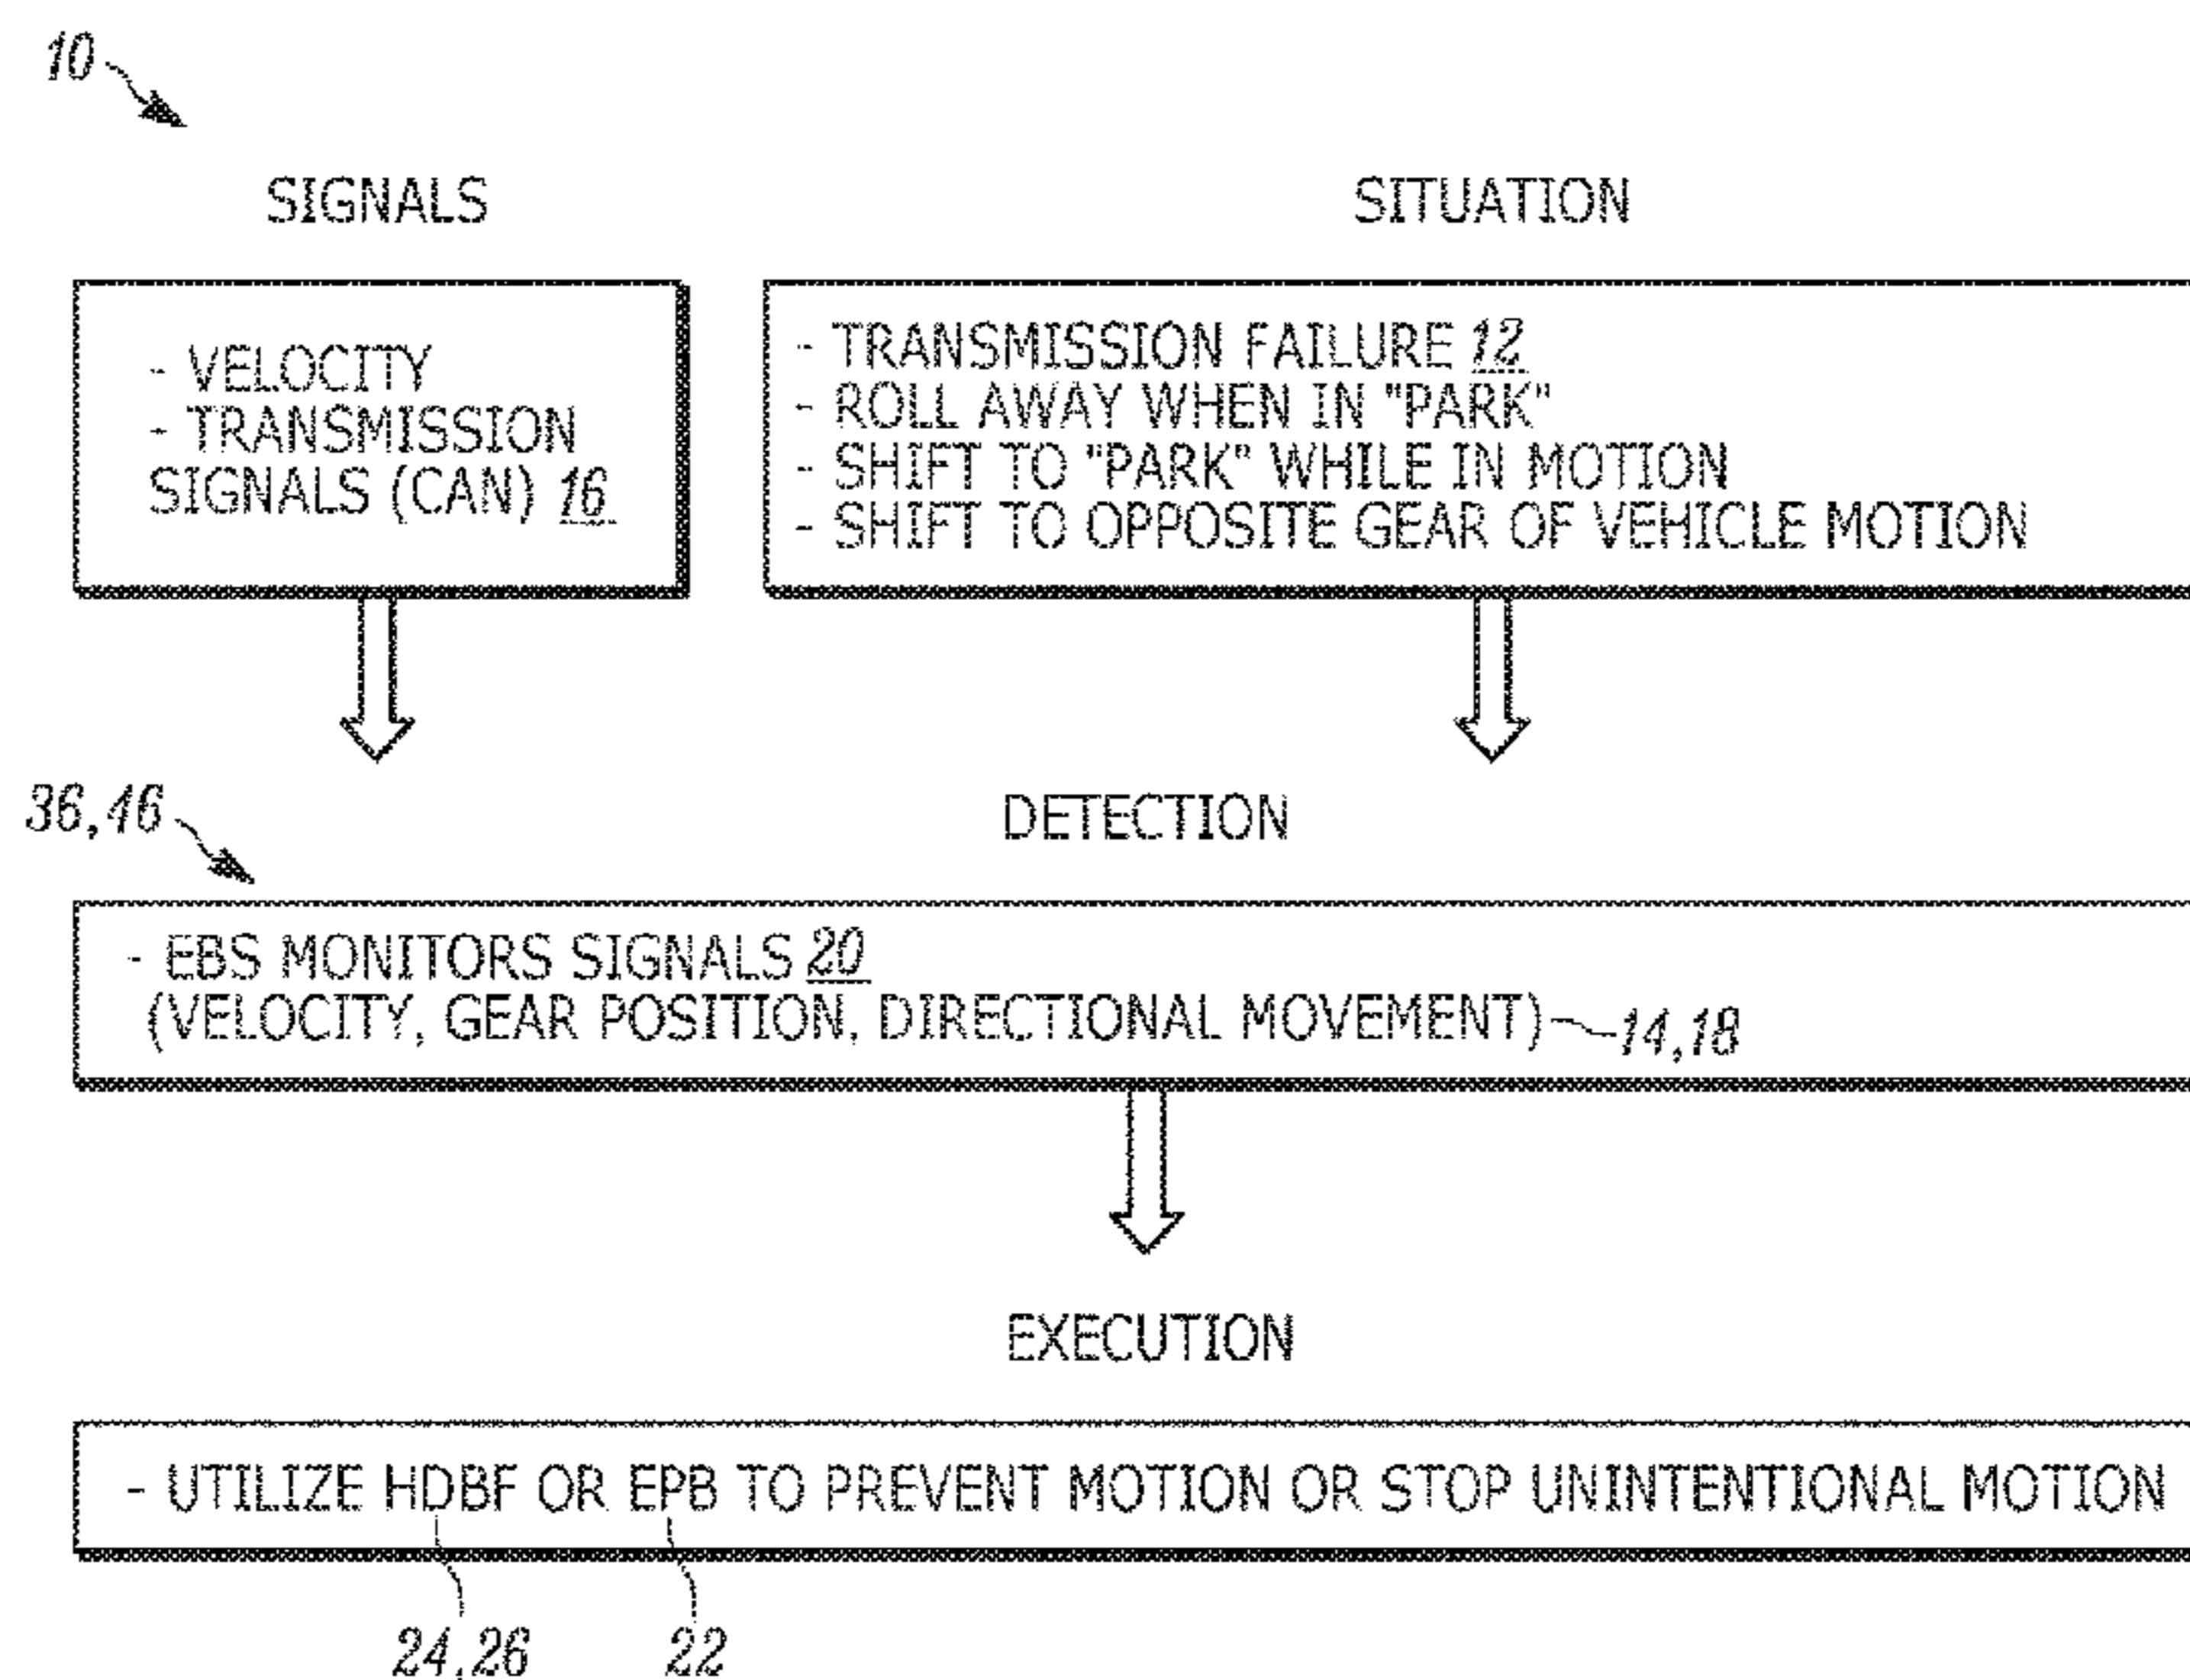 10
SIGNALS
SITUATION
- VELOCITY
- TRANSMISSION
SIGNALS (CAN) 16
- TRANSMISSION FAILURE 12
- ROLL AWAY WHEN IN "PARK"
- SHIFT TO "PARK" WHILE IN MOTION
- SHIFT TO OPPOSITE GEAR OF VEHICLE MOTION
36,46
DETECTION
- EBS MONITORS SIGNALS 20
(VELOCITY, GEAR POSITION, DIRECTIONAL MOVEMENT) 14,18
EXECUTION
- UTILIZE HDBF OR EPB TO PREVENT MOTION OR STOP UNINTENTIONAL MOTION
24,26
22